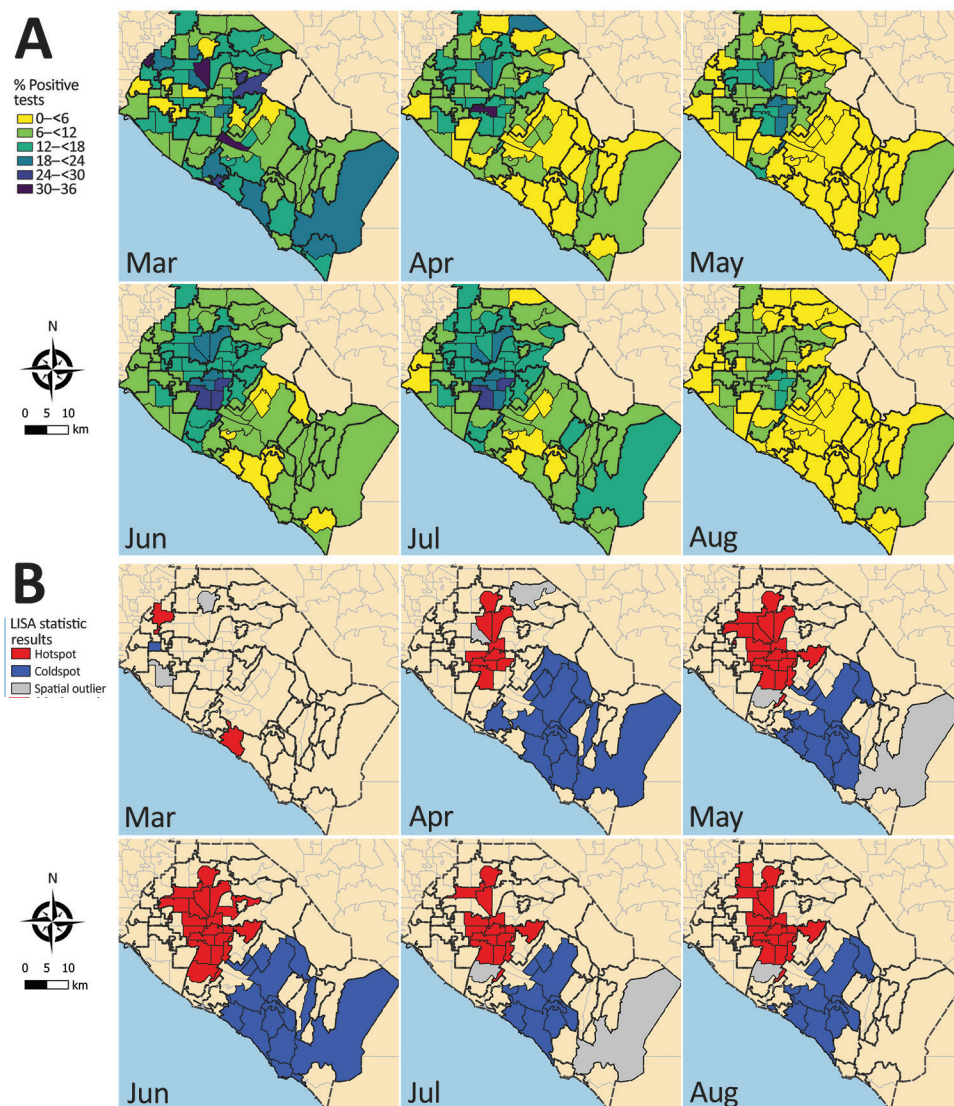 A
% Positive
tests
0–<6
6–<12
12–<18
18–<24
24–<30
30–36
Mar
Apr
May
N
0 5 10
km
Jun
Jul
Aug
B
LISA statistic
results
Hotspot
Coldspot
Spatial outlier
Mar
Apr
May
N
0 5 10
km
Jun
Jul
Aug